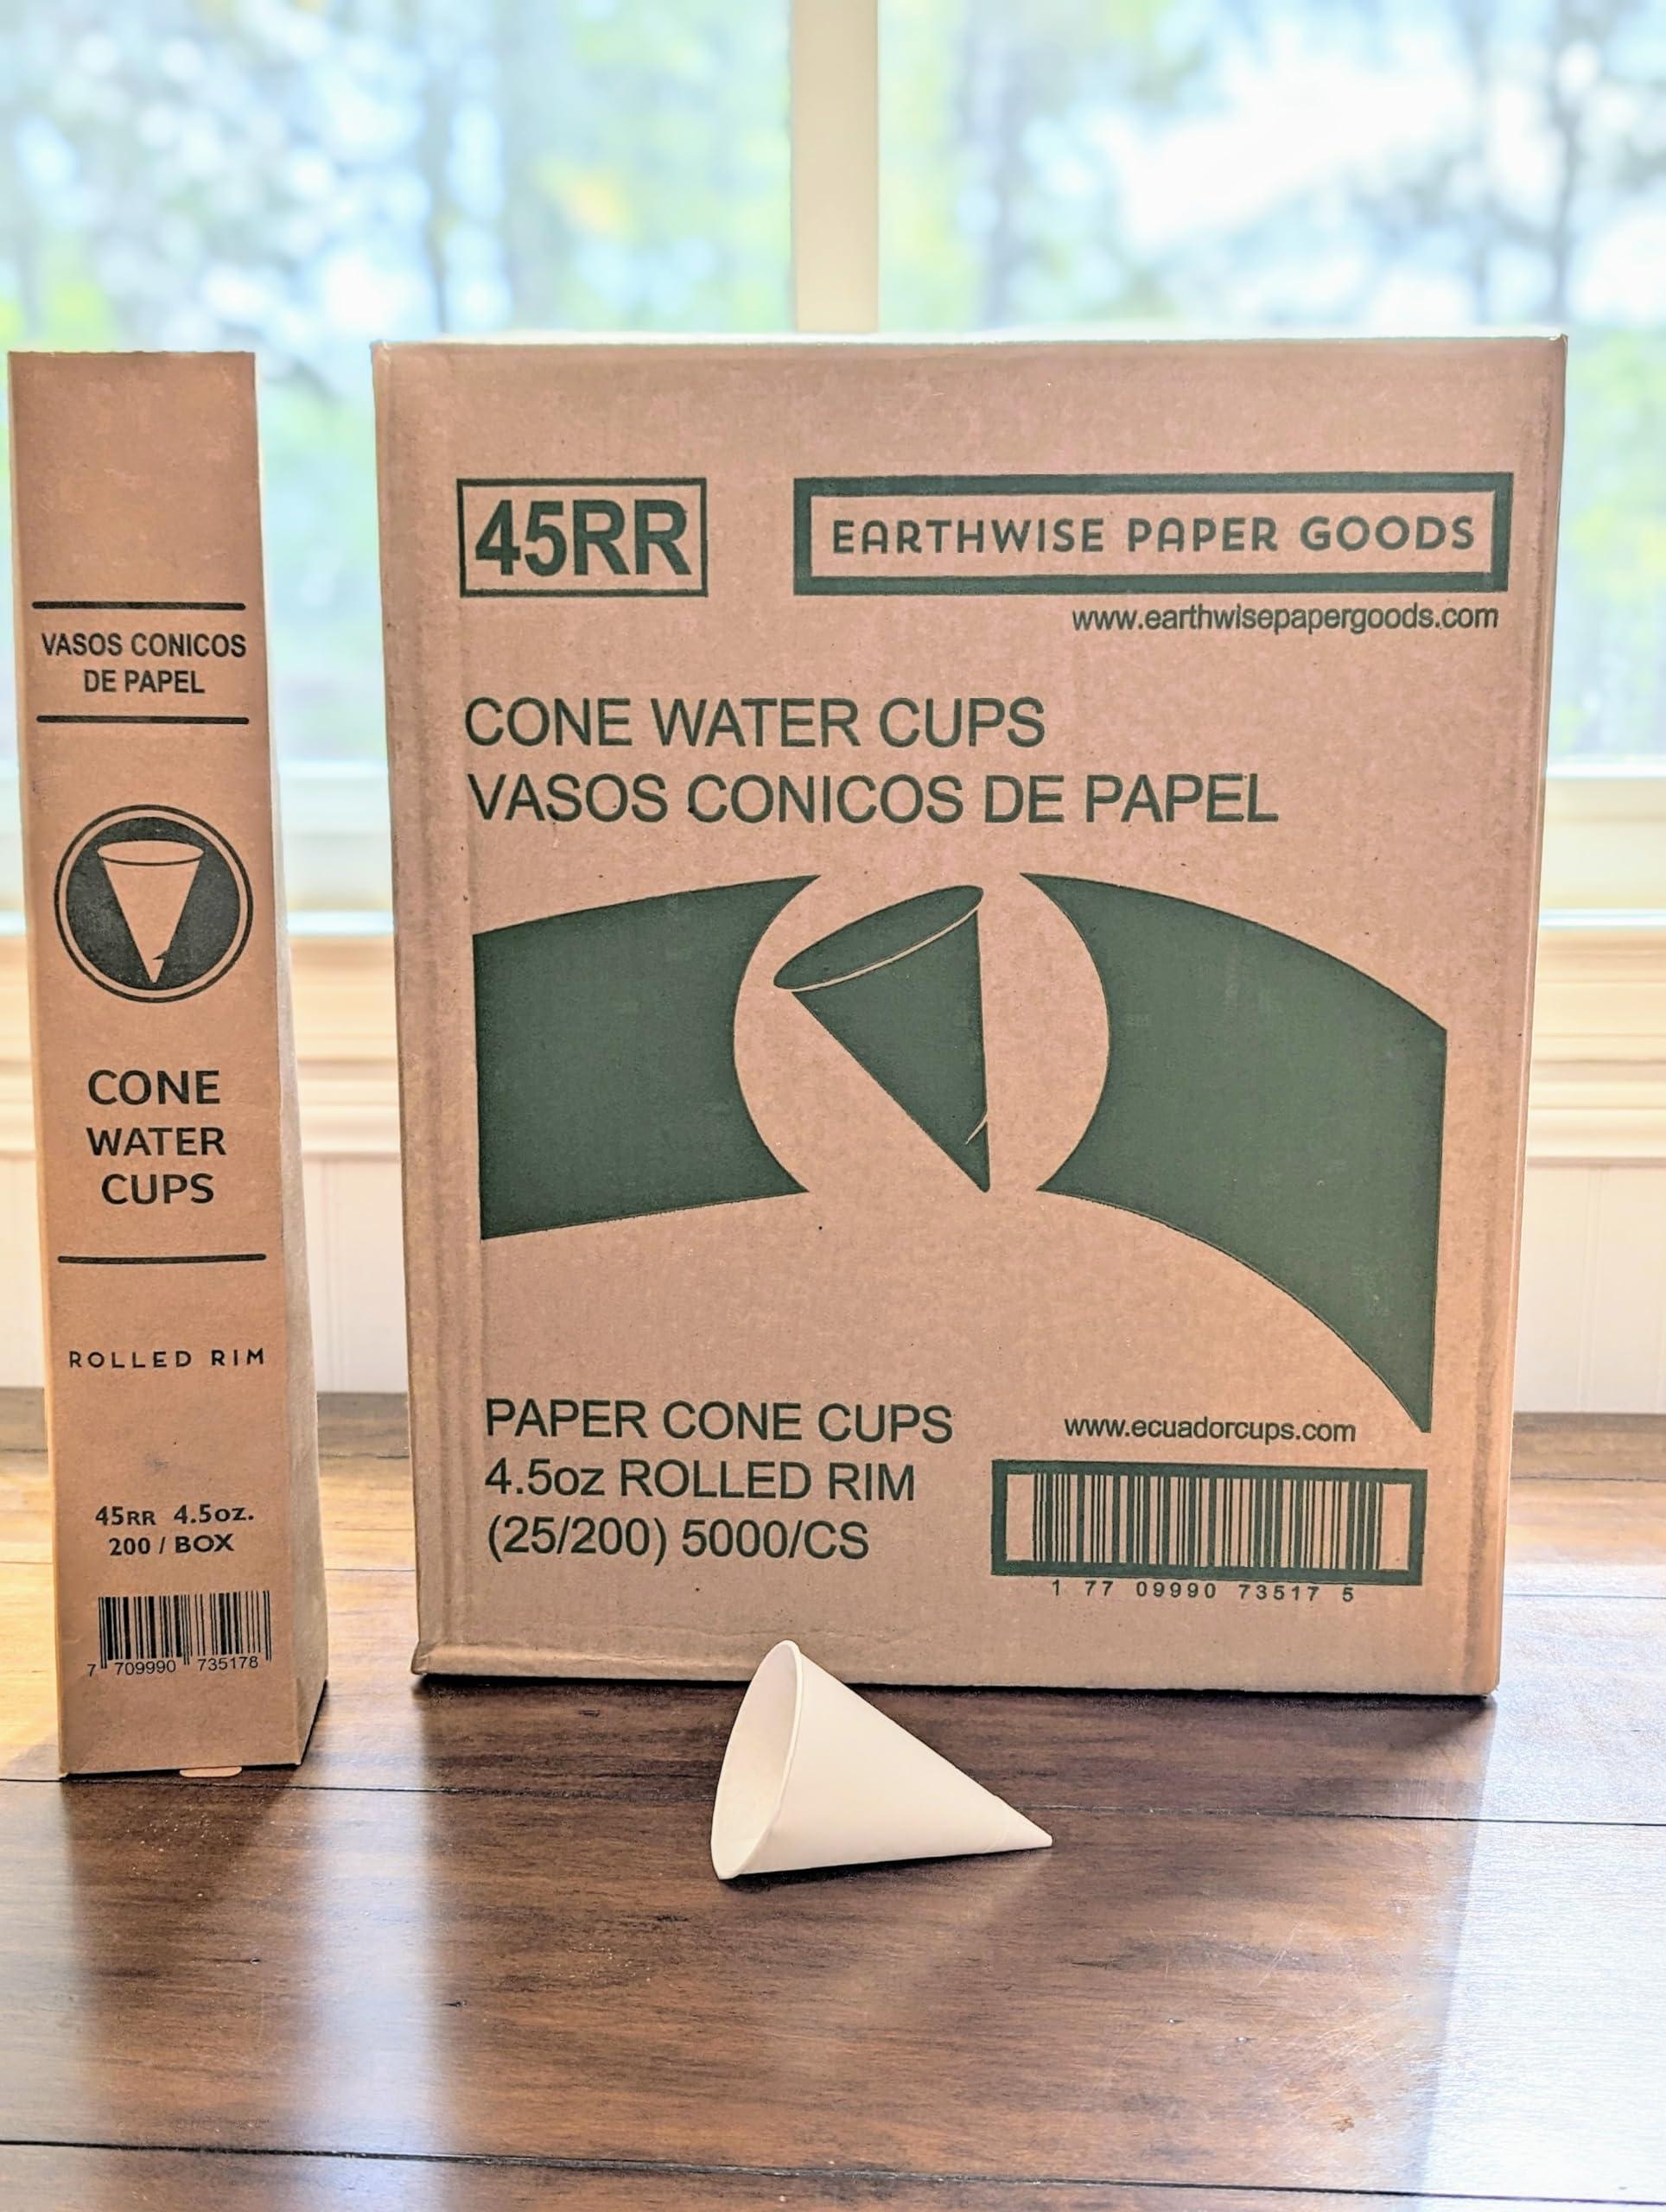 VASOS CONICOS
DE PAPEL
CONE
WATER
CUPS
ROLLED RIM
45RR 4.5oz.
200 / BOX
7 709990 735178
45RR
EARTHWISE PAPER GOODS
www.earthwisepapergoods.com
CONE WATER CUPS
VASOS CONICOS DE PAPEL
PAPER CONE CUPS
4.5oz ROLLED RIM
(25/200) 5000/CS
www.ecuadorcups.com
1 77 09990 73517 5